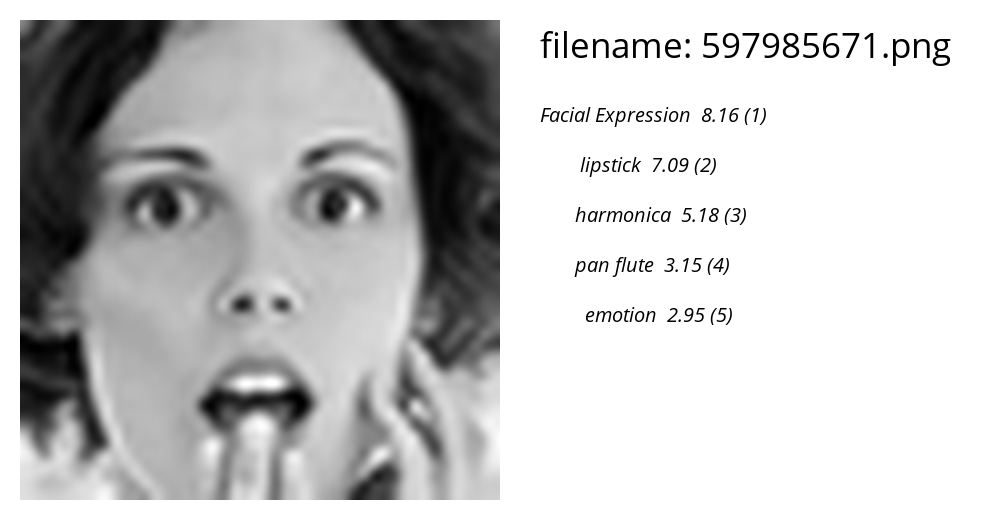 filename: 597985671.png
Facial Expression 8.16 (1)
lipstick 7.09 (2)
harmonica 5.18 (3)
pan flute 3.15 (4)
emotion 2.95 (5)